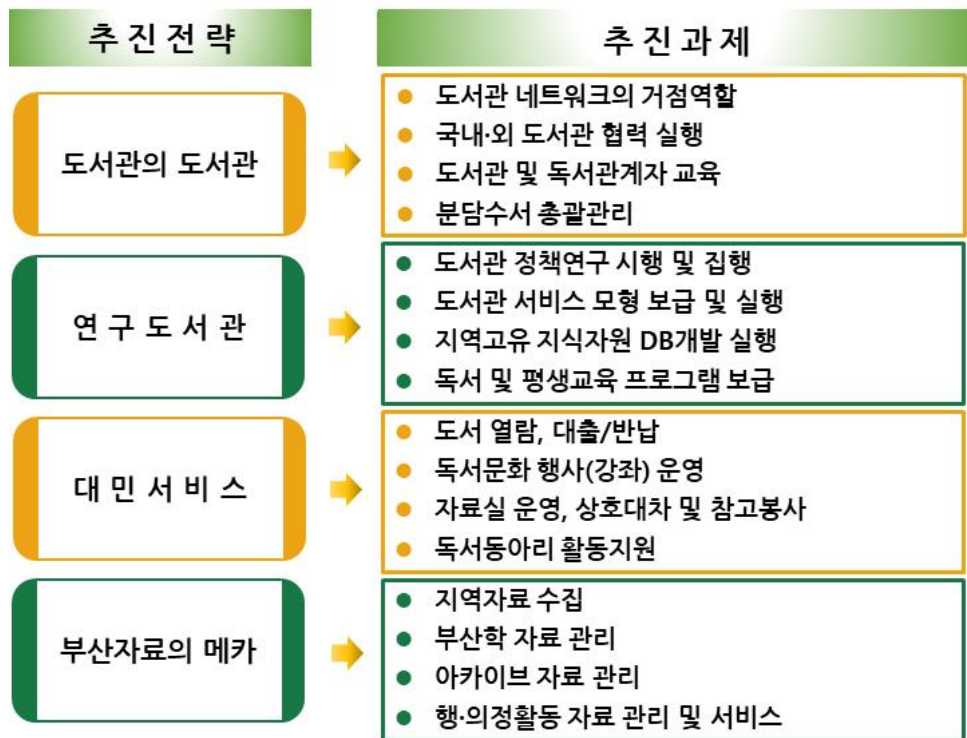 추 진 전 략
추 진 과 제
도서관의 도서관
도서관 네트워크의 거점역할
국내·외 도서관 협력 실행
도서관 및 독서관계자 교육
분담수서 총괄관리
연 구 도 서 관
도서관 정책연구 시행 및 집행
도서관 서비스 모형 보급 및 실행
지역고유 지식자원 DB개발 실행
독서 및 평생교육 프로그램 보급
대 민 서 비 스
도서 열람, 대출/반납
독서문화 행사(강좌) 운영
자료실 운영, 상호대차 및 참고봉사
독서동아리 활동지원
부산자료의 메카
지역자료 수집
부산학 자료 관리
아카이브 자료 관리
행·의정활동 자료 관리 및 서비스